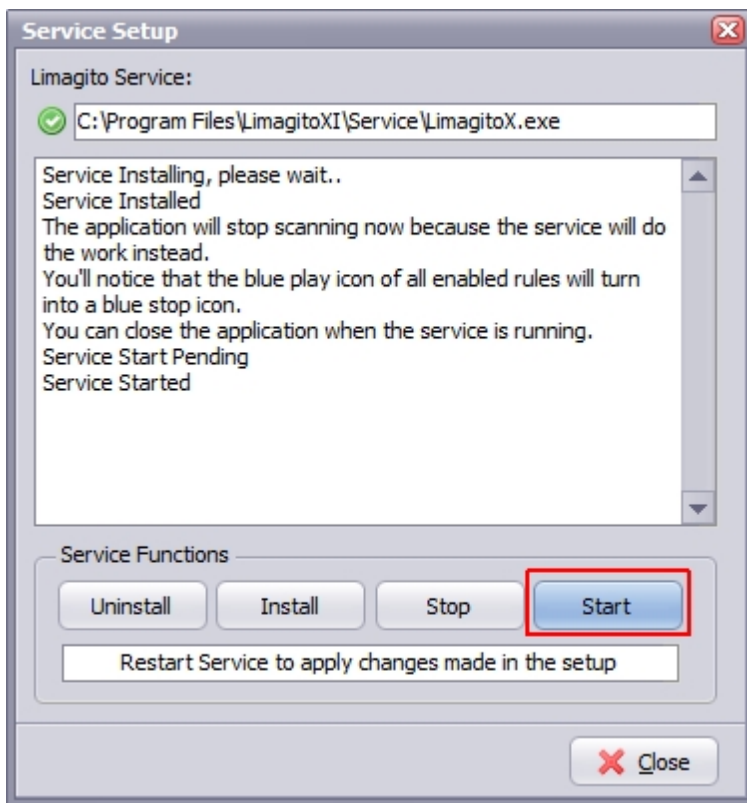 Service Setup
Limagito Service:
C:\Program Files\LimagitoXI\Service\LimagitoX.exe
Service Installing, please wait..
Service Installed
The application will stop scanning now because the service will do
the work instead.
You'll notice that the blue play icon of all enabled rules will turn
into a blue stop icon.
You can close the application when the service is running.
Service Start Pending
Service Started
Service Functions
Uninstall Install Stop Start
Restart Service to apply changes made in the setup
Close